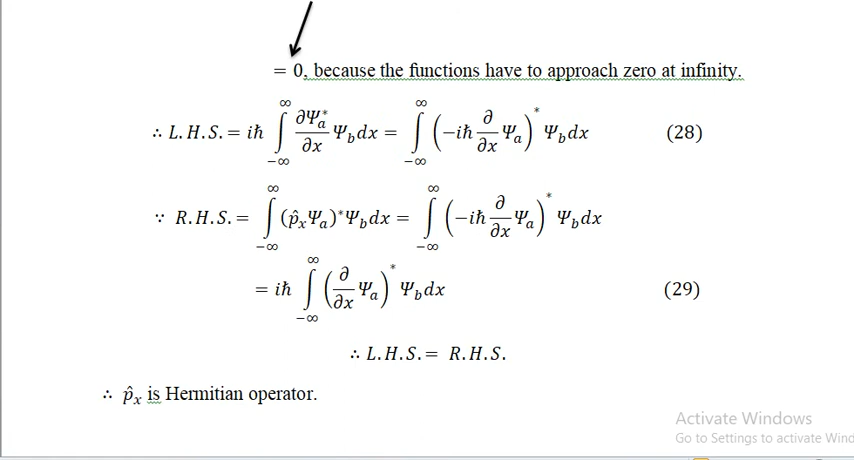 = 0, because the functions have to approach zero at infinity.
∴ L.H.S. = iℏ ∫_{−∞}^{∞} ∂Ψ_a^*/∂x Ψ_b dx = ∫_{−∞}^{∞} (−iℏ ∂/∂x Ψ_a)^* Ψ_b dx (28)
∵ R.H.S. = ∫_{−∞}^{∞} (p̂_x Ψ_a)^* Ψ_b dx = ∫_{−∞}^{∞} (−iℏ ∂/∂x Ψ_a)^* Ψ_b dx
= iℏ ∫_{−∞}^{∞} (∂/∂x Ψ_a)^* Ψ_b dx (29)
∴ L.H.S. = R.H.S.
∴ p̂_x is Hermitian operator.
Activate Windows
Go to Settings to activate Wind